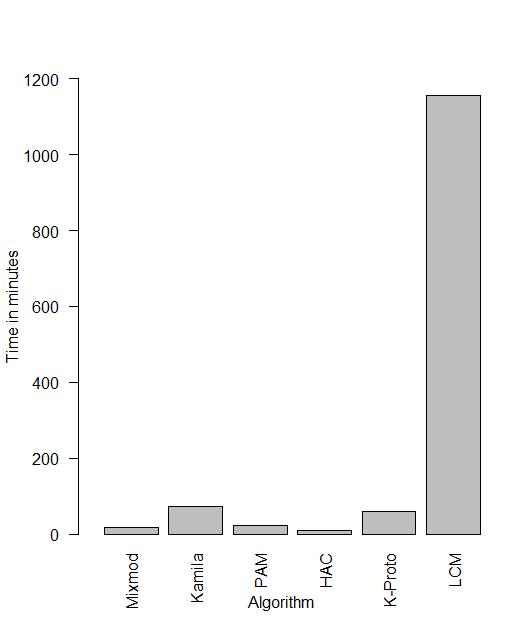 Time in minutes
1200
1000
800
600
400
200
0
Mixmod
Kamila
PAM
HAC
K-Proto
LCM
Algorithm